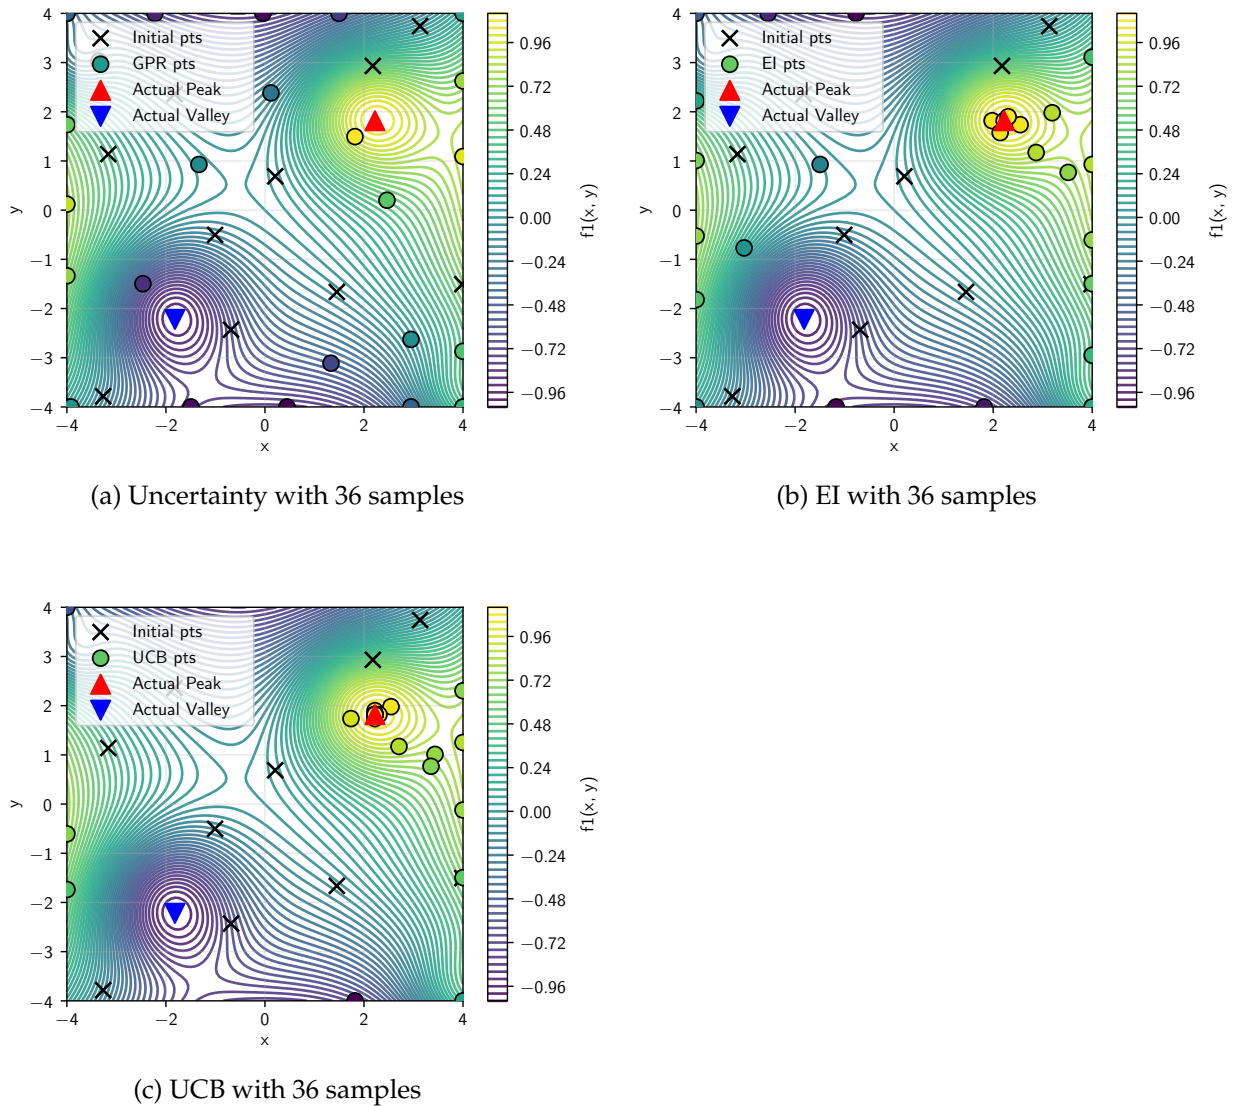 4
3
2
1
0
−1
−2
−3
−4
y
−4
−2
0
2
4
x
Initial pts
GPR pts
Actual Peak
Actual Valley
0.96
0.72
0.48
0.24
0.00
−0.24
−0.48
−0.72
−0.96
f1(x, y)
(a) Uncertainty with 36 samples
4
3
2
1
0
−1
−2
−3
−4
y
−4
−2
0
2
4
x
Initial pts
EI pts
Actual Peak
Actual Valley
0.96
0.72
0.48
0.24
0.00
−0.24
−0.48
−0.72
−0.96
f1(x, y)
(b) EI with 36 samples
4
3
2
1
0
−1
−2
−3
−4
y
−4
−2
0
2
4
x
Initial pts
UCB pts
Actual Peak
Actual Valley
0.96
0.72
0.48
0.24
0.00
−0.24
−0.48
−0.72
−0.96
f1(x, y)
(c) UCB with 36 samples